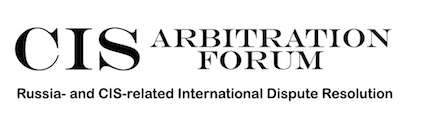 CIS ARBITRATION
FORUM
Russia- and CIS-related International Dispute Resolution